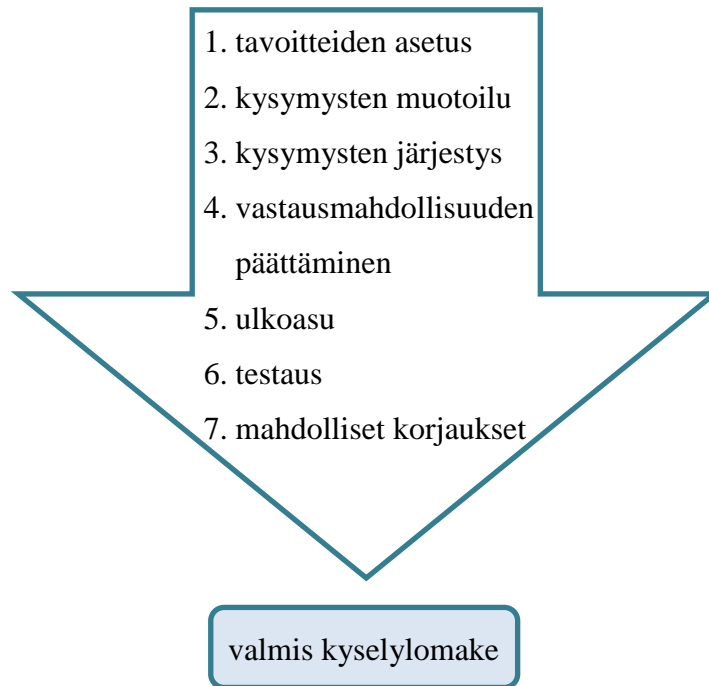 1. tavoitteiden asetus
2. kysymysten muotoilu
3. kysymysten järjestys
4. vastausmahdollisuuden
päättäminen
5. ulkoasu
6. testaus
7. mahdolliset korjaukset
valmis kyselylomake